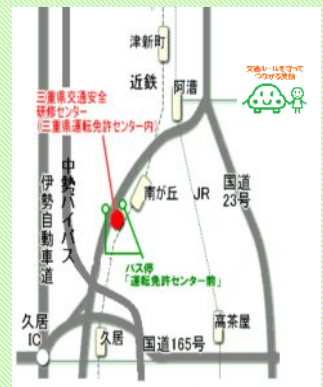 津新町
近鉄
阿漕
交通ルールを守って
つながる笑顔
三重県交通安全
研修センター
(三重県運転免許センター内)
中勢バイパス
伊勢自動車道
南が丘
JR
国道
23号
バス停
「運転免許センター前」
久居
IC
久居
国道165号
高茶屋